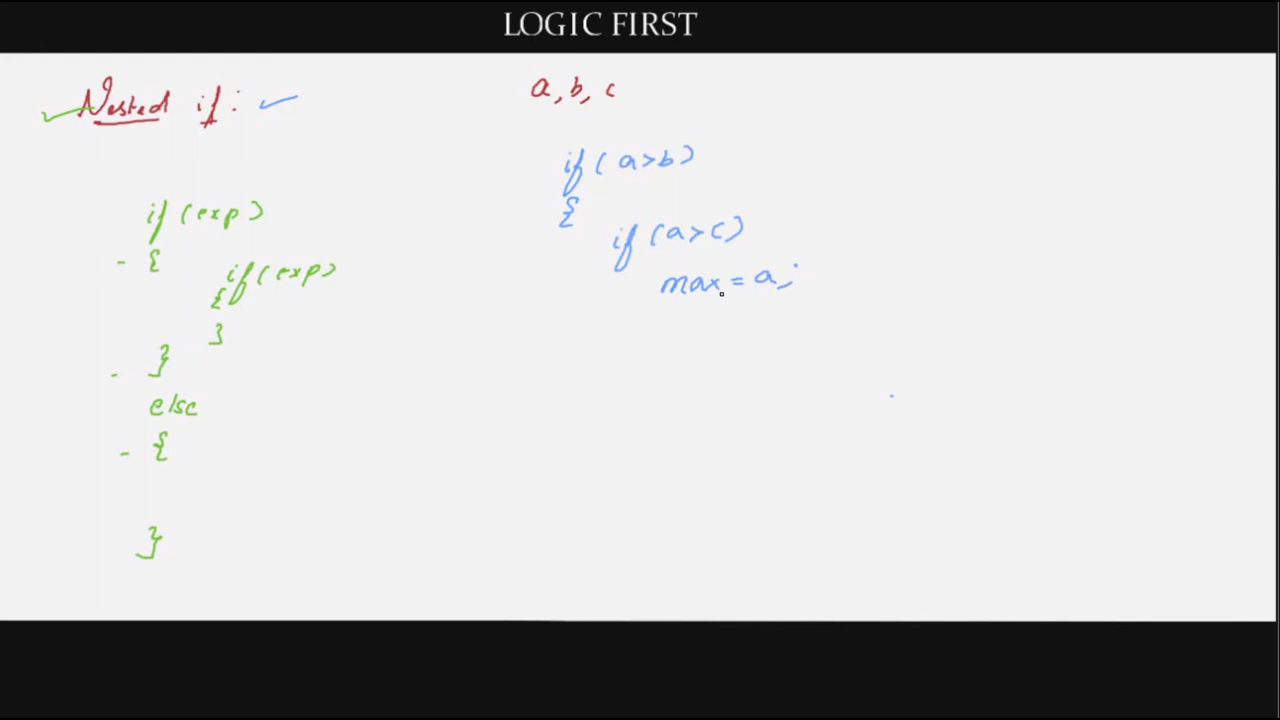 LOGIC FIRST
Nested if :
if (exp)
{
if (exp)
{
}
}
else
{
}
a, b, c
if ( a>b)
{
if (a> c)
max = a;